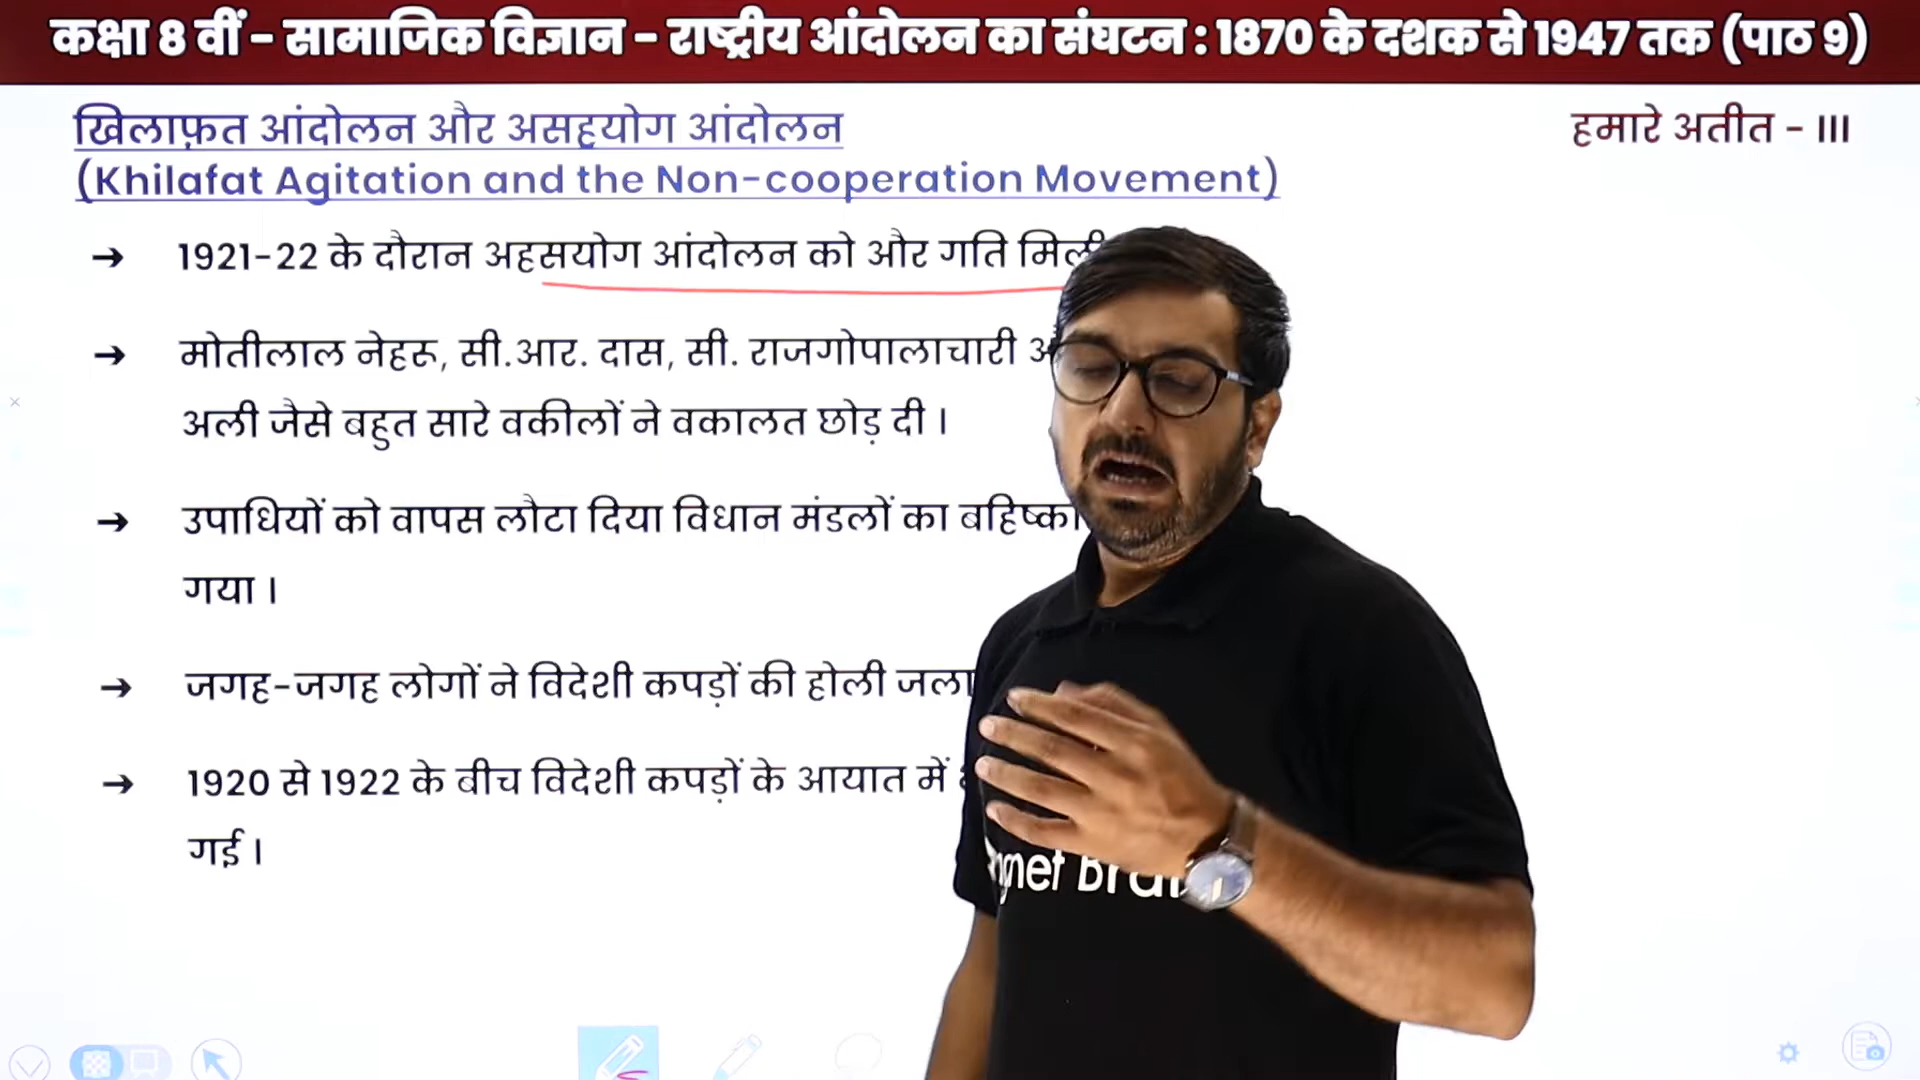 कक्षा 8 वीं - सामाजिक विज्ञान - राष्ट्रीय आंदोलन का संघटन : 1870 के दशक से 1947 तक (पाठ 9)
खिलाफ़त आंदोलन और असहयोग आंदोलन
हमारे अतीत - III
(Khilafat Agitation and the Non-cooperation Movement)
→ 1921-22 के दौरान अहसयोग आंदोलन को और गति मिली
→ मोतीलाल नेहरू, सी.आर. दास, सी. राजगोपालाचारी
अली जैसे बहुत सारे वकीलों ने वकालत छोड़ दी ।
→ उपाधियों को वापस लौटा दिया विधान मंडलों का
गया ।
→ जगह-जगह लोगों ने विदेशी कपड़ों की होली
→ 1920 से 1922 के बीच विदेशी कपड़ों के आयात में
गई ।